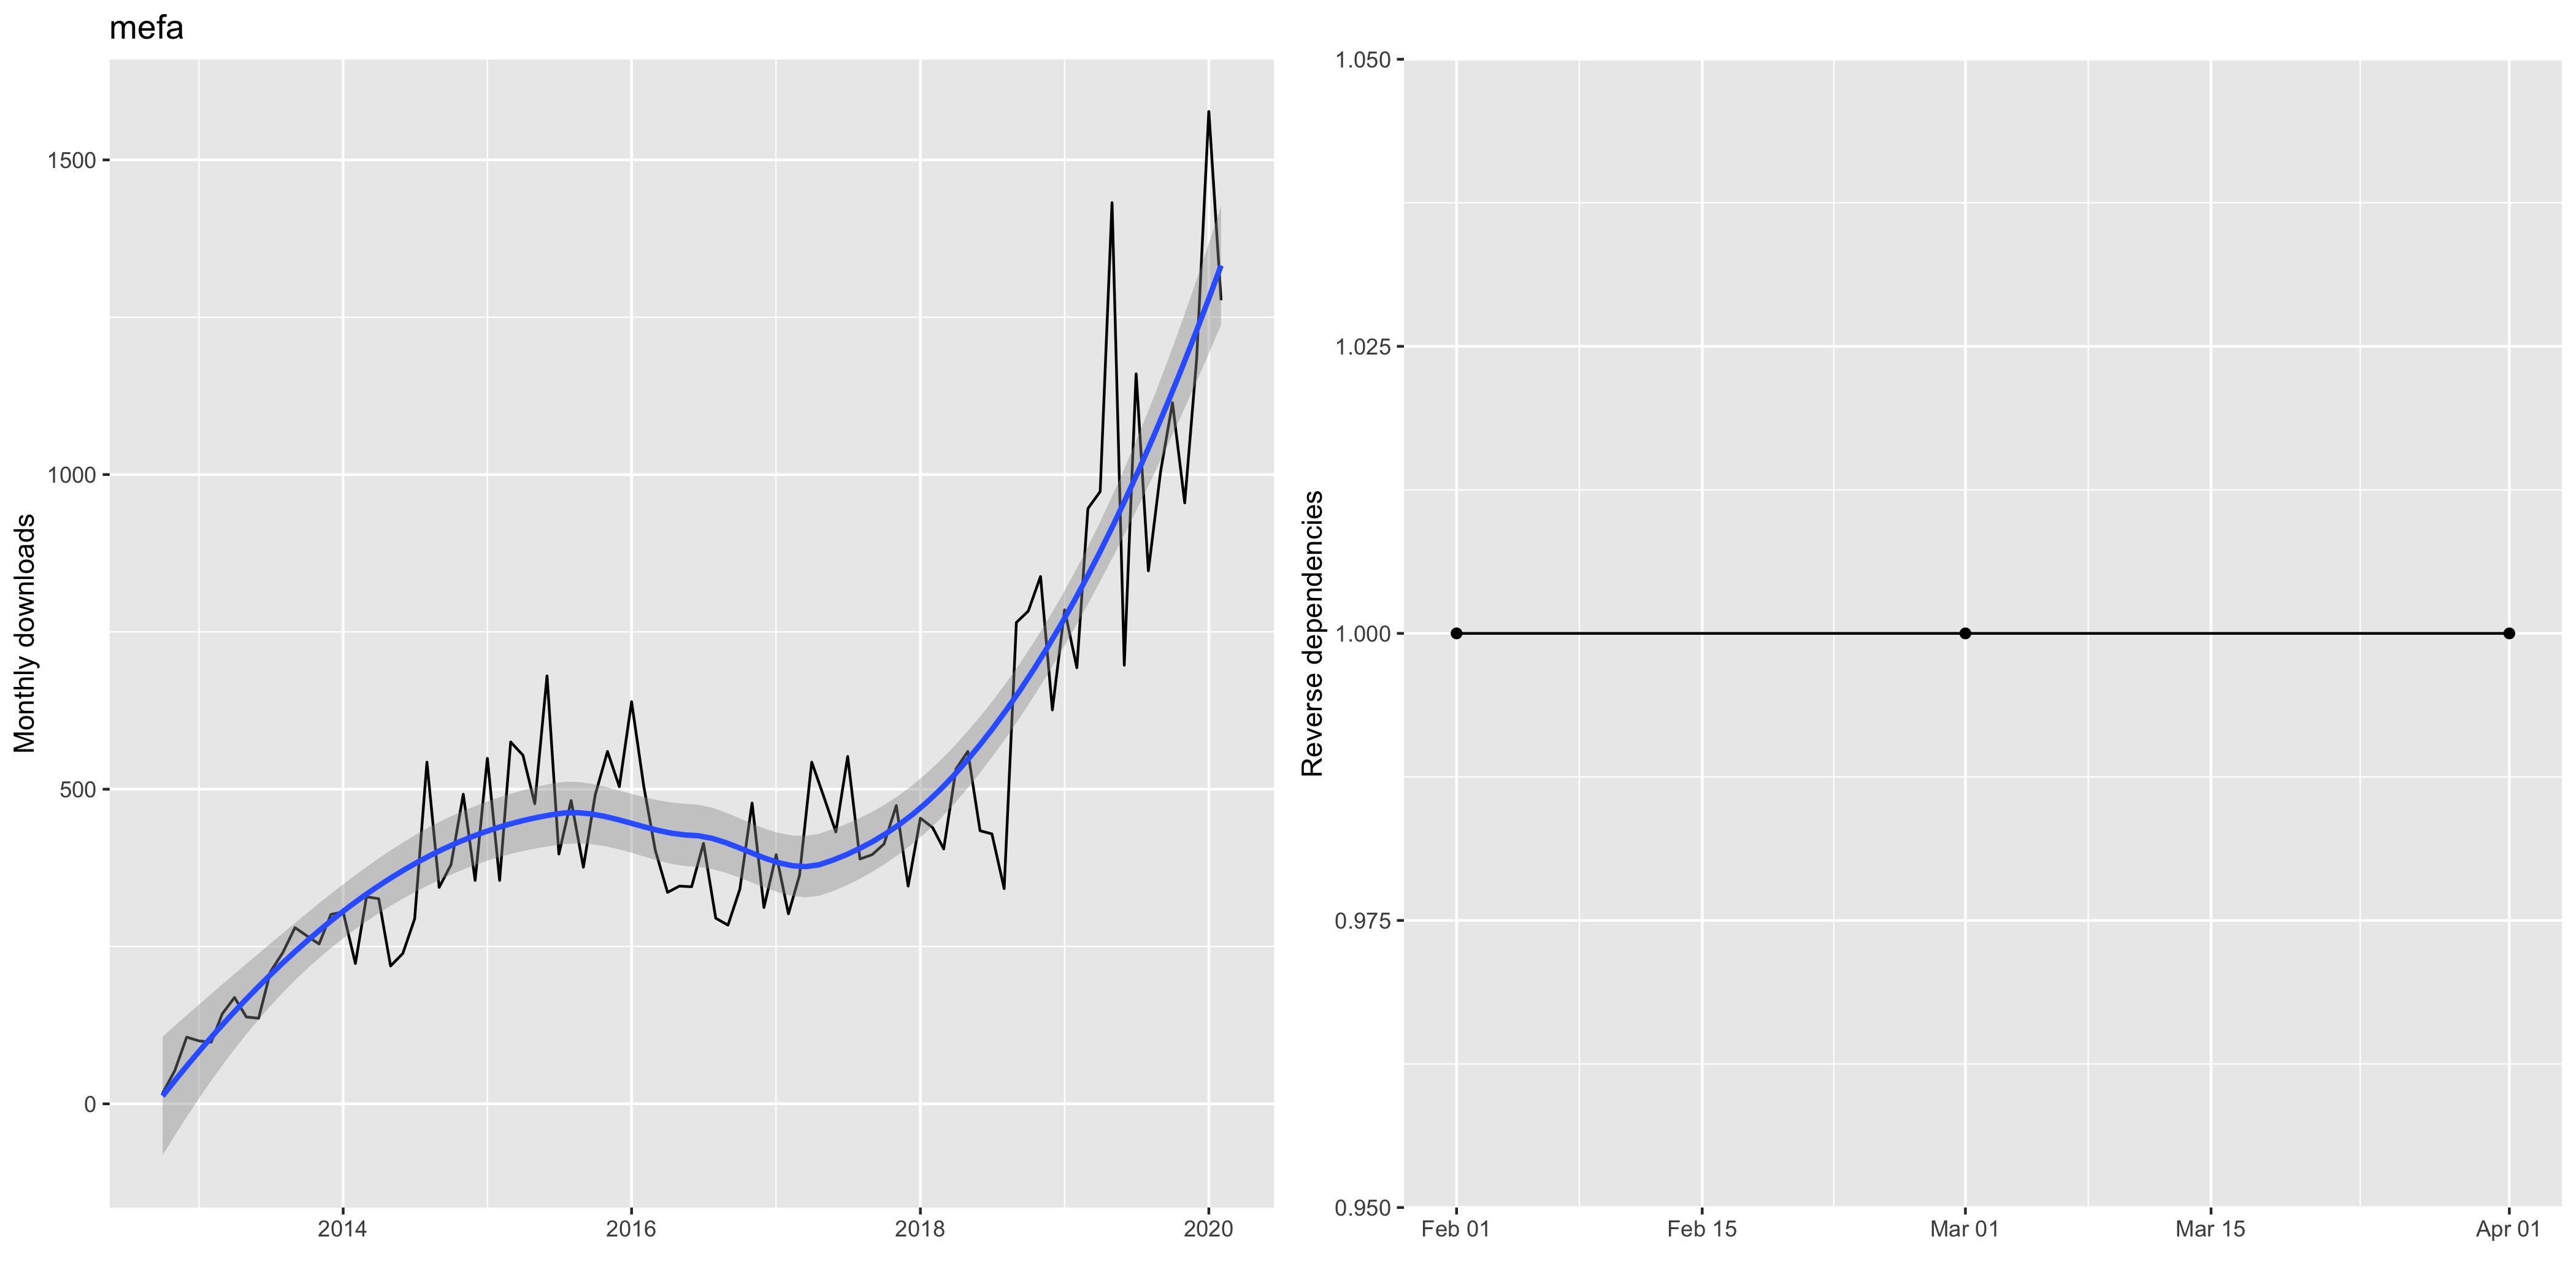 mefa
Monthly downloads
1500
1000
500
0
2014 2016 2018 2020
Reverse dependencies
1.050
1.025
1.000
0.975
0.950
Feb 01 Feb 15 Mar 01 Mar 15 Apr 01